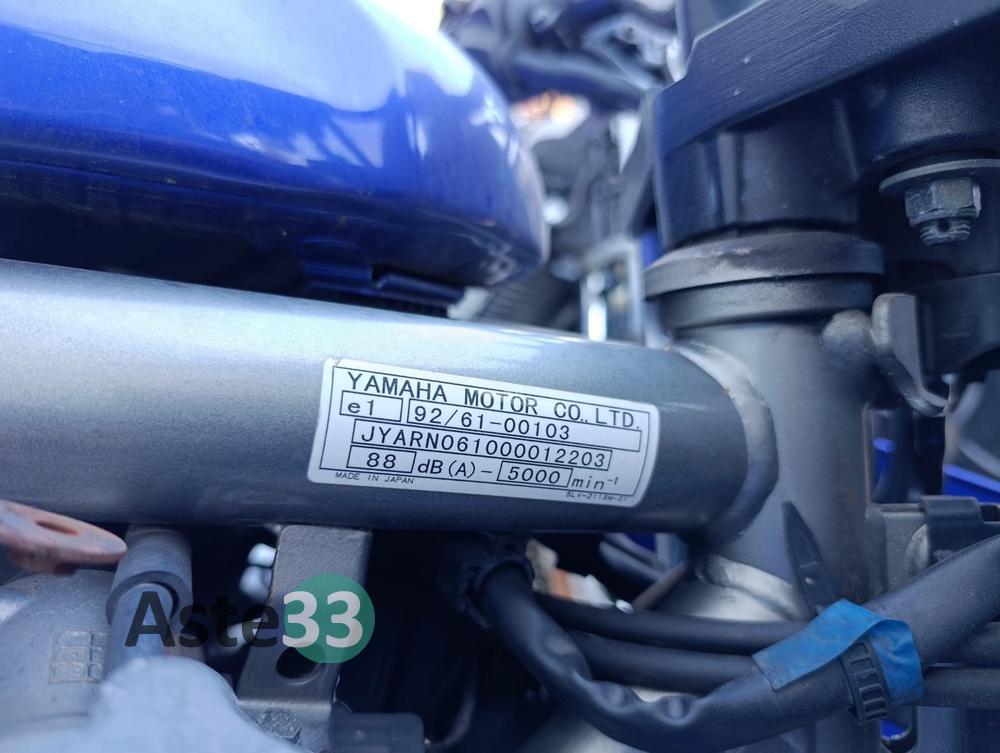 YAMAHA MOTOR CO.,LTD.
e1 92/61-00103
JYARN061000012203
88 dB(A)- 5000 min⁻¹
MADE IN JAPAN
Aste33